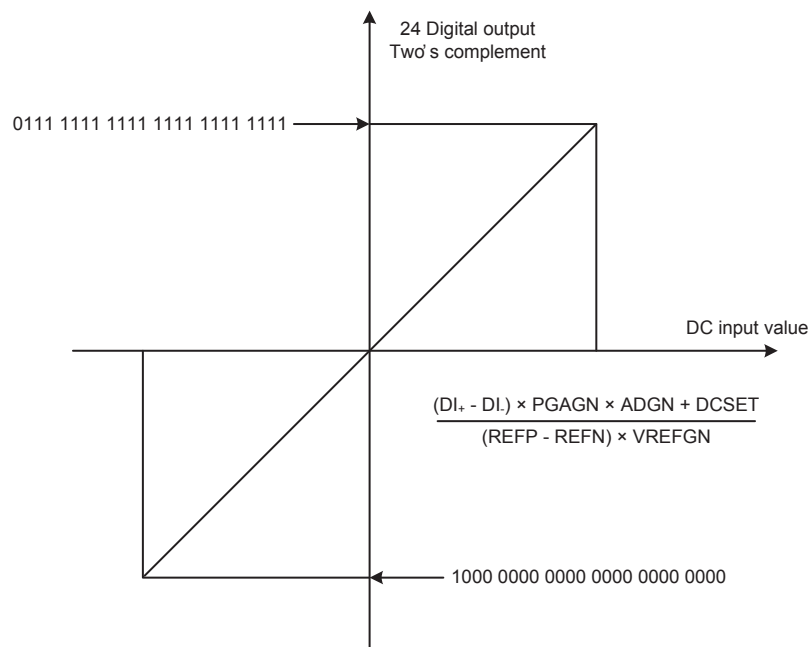 24 Digital output
Two's complement
0111 1111 1111 1111 1111 1111
DC input value
(DI+ - DI-) × PGAGN × ADGN + DCSET
(REFP - REFN) × VREFGN
1000 0000 0000 0000 0000 0000